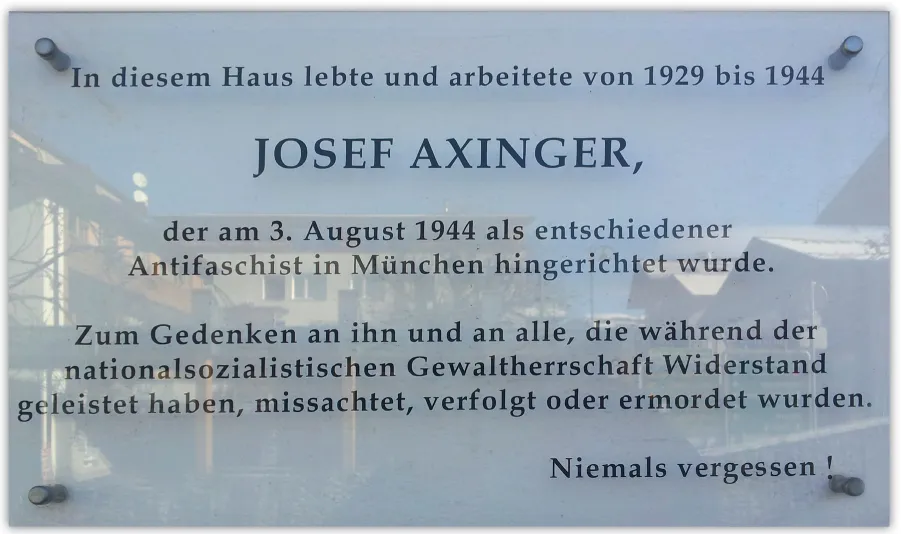 In diesem Haus lebte und arbeitete von 1929 bis 1944
JOSEF AXINGER,
der am 3. August 1944 als entschiedener
Antifaschist in München hingerichtet wurde.
Zum Gedenken an ihn und an alle, die während der
nationalsozialistischen Gewaltherrschaft Widerstand
geleistet haben, missachtet, verfolgt oder ermordet wurden.
Niemals vergessen !